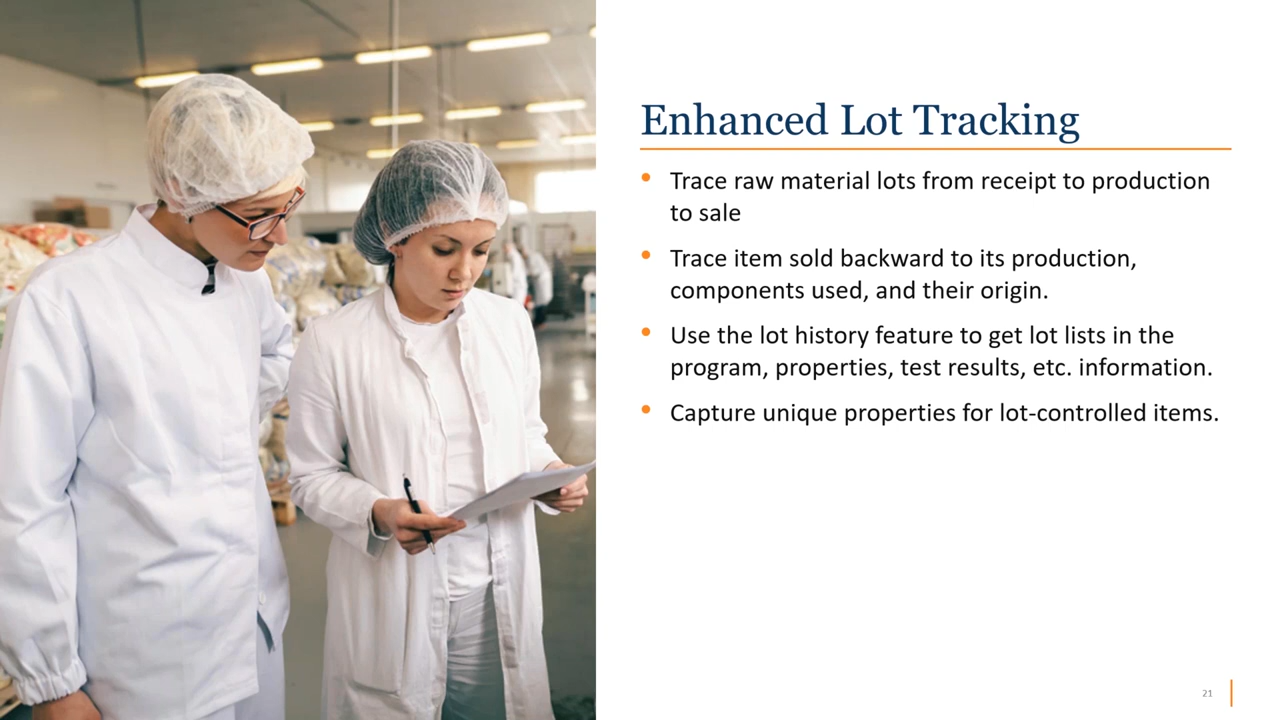 Enhanced Lot Tracking
• Trace raw material lots from receipt to production
to sale
• Trace item sold backward to its production,
components used, and their origin.
• Use the lot history feature to get lot lists in the
program, properties, test results, etc. information.
• Capture unique properties for lot-controlled items.
21